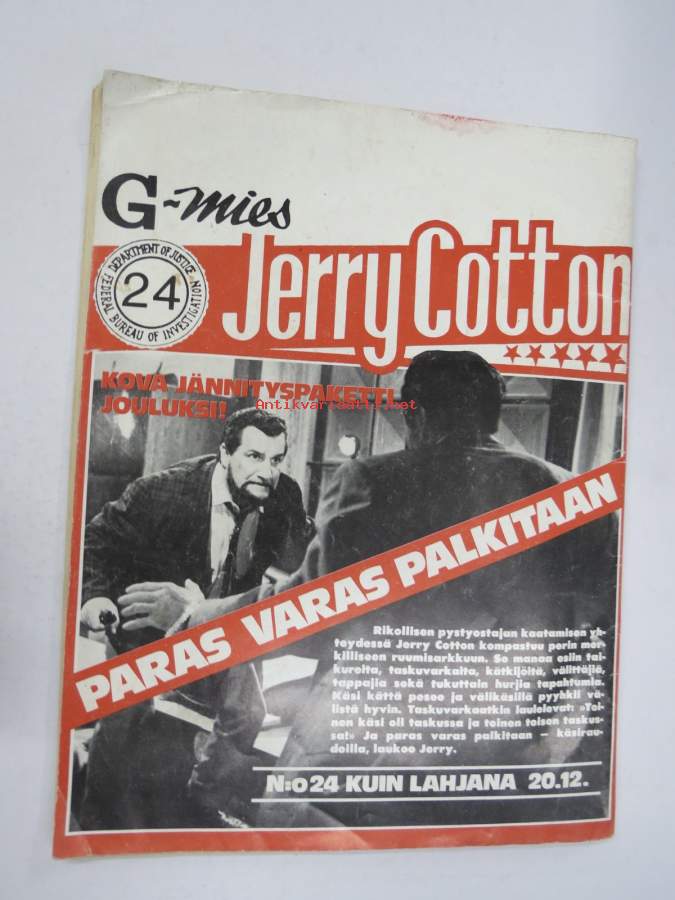 G-mies
Jerry Cotton
DEPARTMENT OF JUSTICE
FEDERAL BUREAU OF INVESTIGATION
24
KOVA JÄNNITYSPAKETTI
JOULUKSI!
Antikvariaatti.net
PARAS VARAS PALKITAAN
Rikollisen pystyostajan kaatamisen yh-
teydessä Jerry Cotton kompastuu perin mer-
killiseen ruumisarkkuun. Se manaa esiin tai-
kureita, taskuvarkaita, kätkijöitä, välittäjiä,
tappajia sekä tukuttain hurjia tapahtumia.
Käsi kättä pesee ja välikäsillä pyyhkii vä-
listä hyvin. Taskuvarkaatkin laulelevat: »Toi-
nen käsi oli taskussa ja toinen toisen taskus-
sa!» Ja paras varas palkitaan — käsirau-
doilla, laukoo Jerry.
N:o 24 KUIN LAHJANA 20.12.